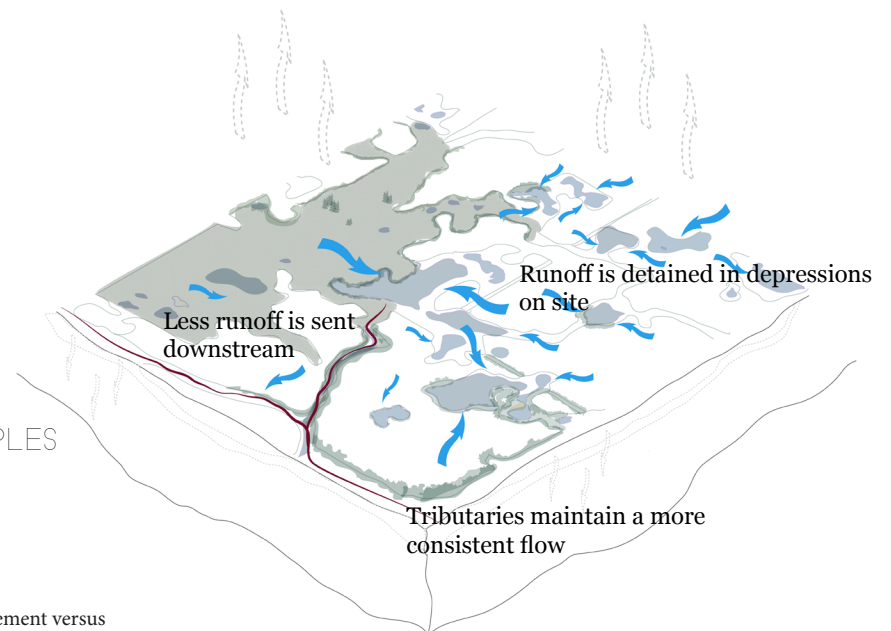 Runoff is detained in depressions
on site
Less runoff is sent
downstream
PLES
Tributaries maintain a more
consistent flow
ement versus